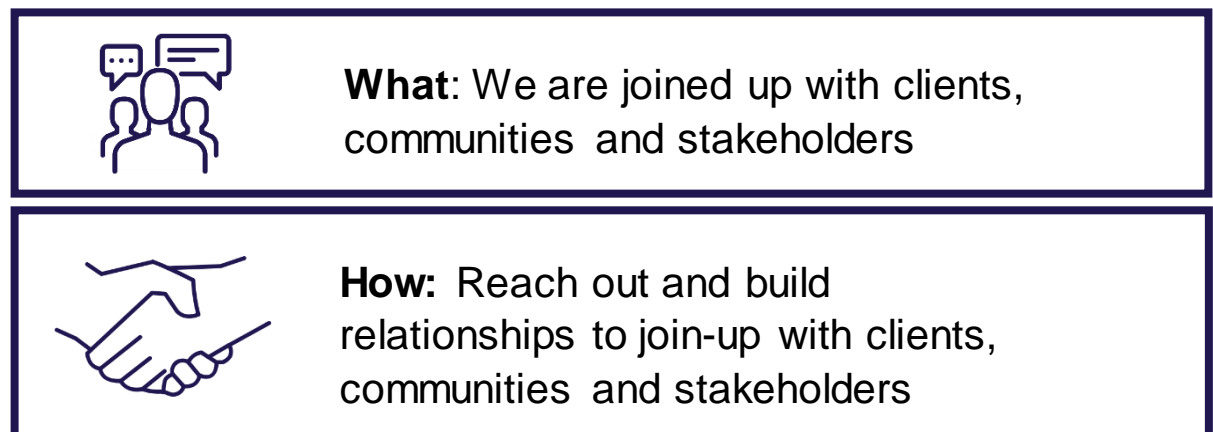 What: We are joined up with clients,
communities and stakeholders
How: Reach out and build
relationships to join-up with clients,
communities and stakeholders